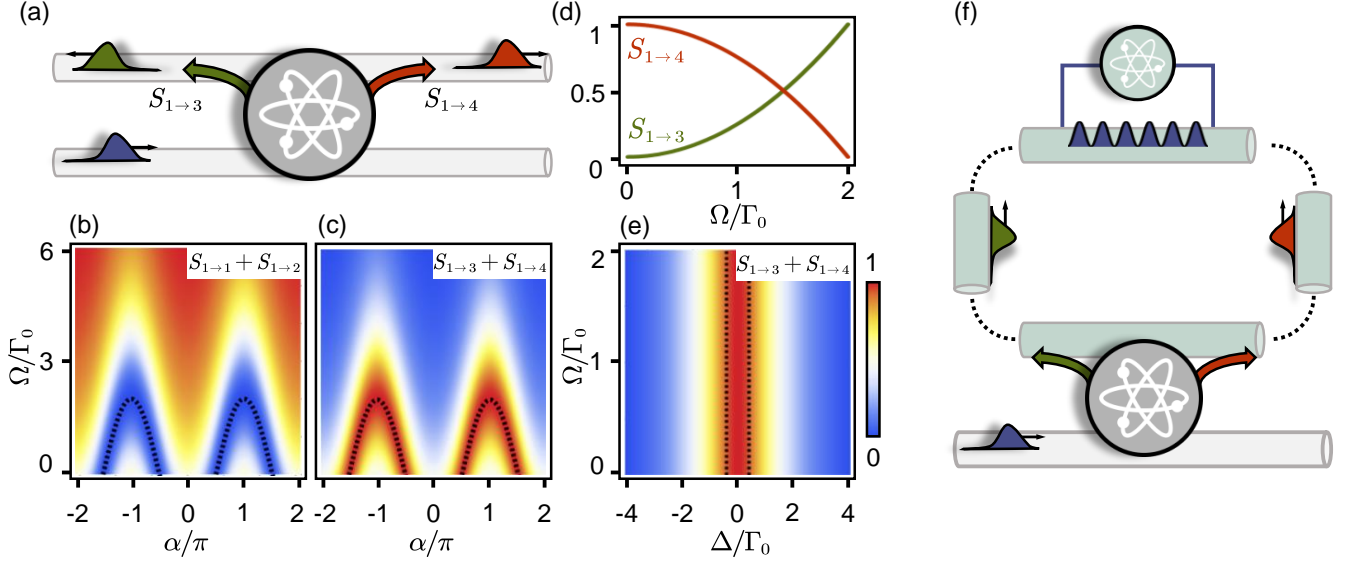 (a)
S₁→₃
S₁→₄
(d)
1
0.5
0
S₁→₄
S₁→₃
0 1 2
Ω/Γ₀
(f)
(b)
6
3
0
Ω/Γ₀
S₁→₁ + S₁→₂
-2 -1 0 1 2
α/π
(c)
S₁→₃ + S₁→₄
-2 -1 0 1 2
α/π
(e)
2
1
0
Ω/Γ₀
S₁→₃ + S₁→₄
-4 -2 0 2 4
Δ/Γ₀
1
0